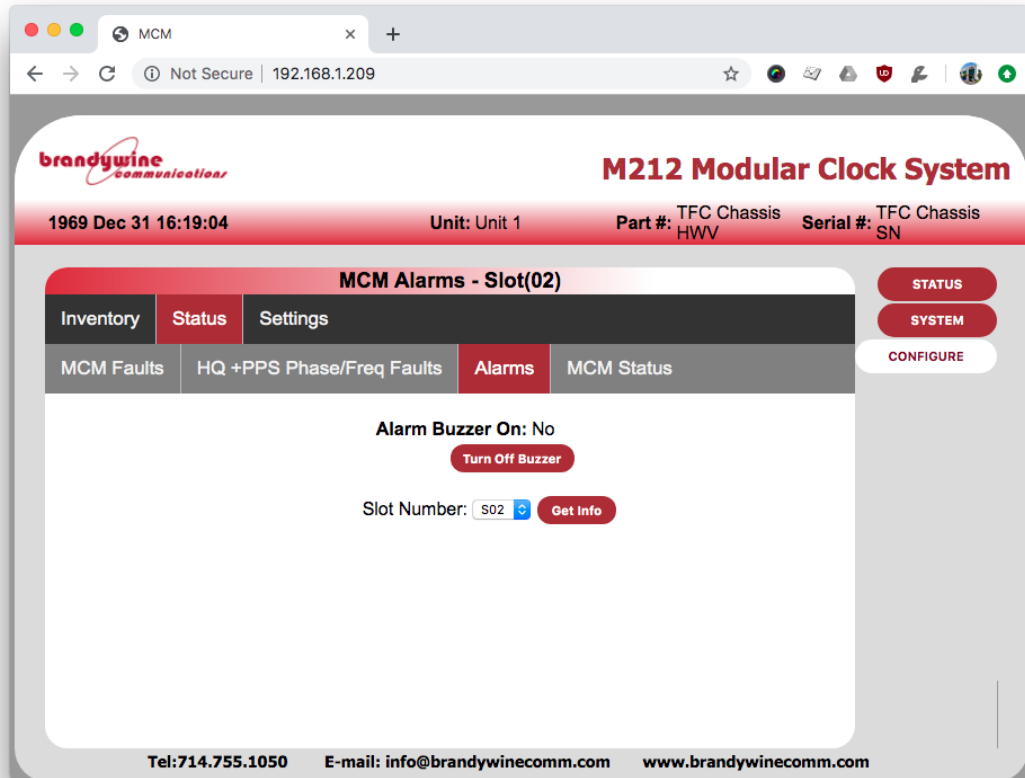 MCM
Not Secure | 192.168.1.209
brandywine
communications
M212 Modular Clock System
1969 Dec 31 16:19:04 Unit: Unit 1 Part #: TFC Chassis HWV Serial #: TFC Chassis SN
MCM Alarms - Slot(02)
STATUS
Inventory Status Settings
SYSTEM
MCM Faults HQ +PPS Phase/Freq Faults Alarms MCM Status
CONFIGURE
Alarm Buzzer On: No
Turn Off Buzzer
Slot Number: S02 Get Info
Tel:714.755.1050 E-mail: info@brandywinecomm.com www.brandywinecomm.com